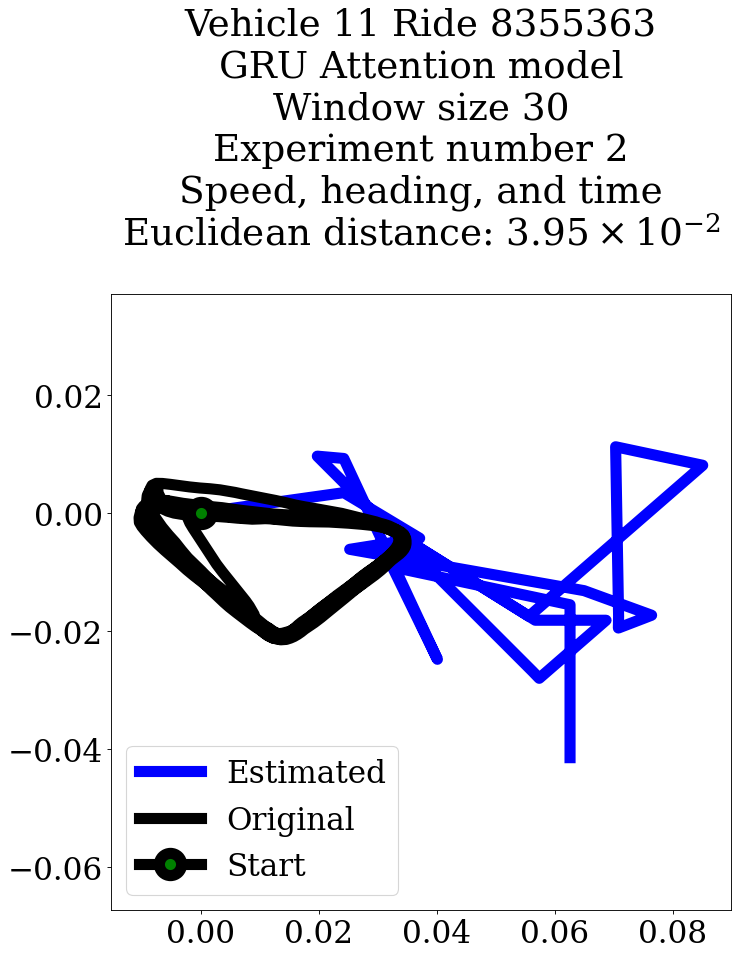 Vehicle 11 Ride 8355363
GRU Attention model
Window size 30
Experiment number 2
Speed, heading, and time
Euclidean distance: 3.95 × 10⁻²
0.02
0.00
−0.02
−0.04
−0.06
Estimated
Original
Start
0.00 0.02 0.04 0.06 0.08